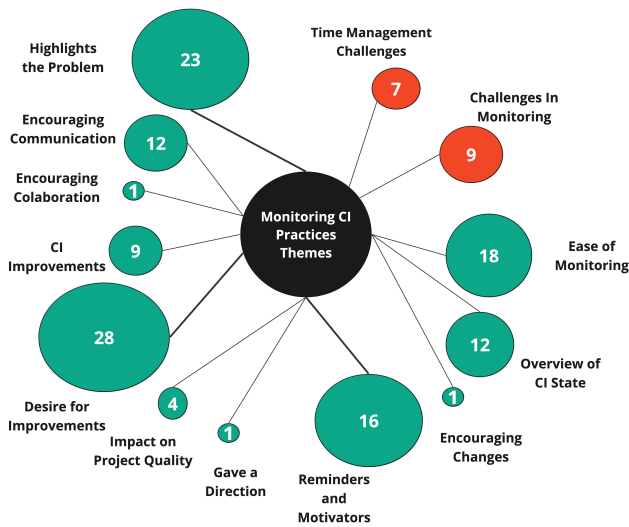 Highlights
the Problem
23
Time Management
Challenges
7
Challenges In
Monitoring
9
Encouraging
Communication
12
Encouraging
Colaboration
1
Monitoring CI
Practices
Themes
CI
Improvements
9
18
Ease of
Monitoring
28
Desire for
Improvements
12
Overview of
CI State
4
Impact on
Project Quality
1
Gave a
Direction
16
Reminders
and
Motivators
1
Encouraging
Changes